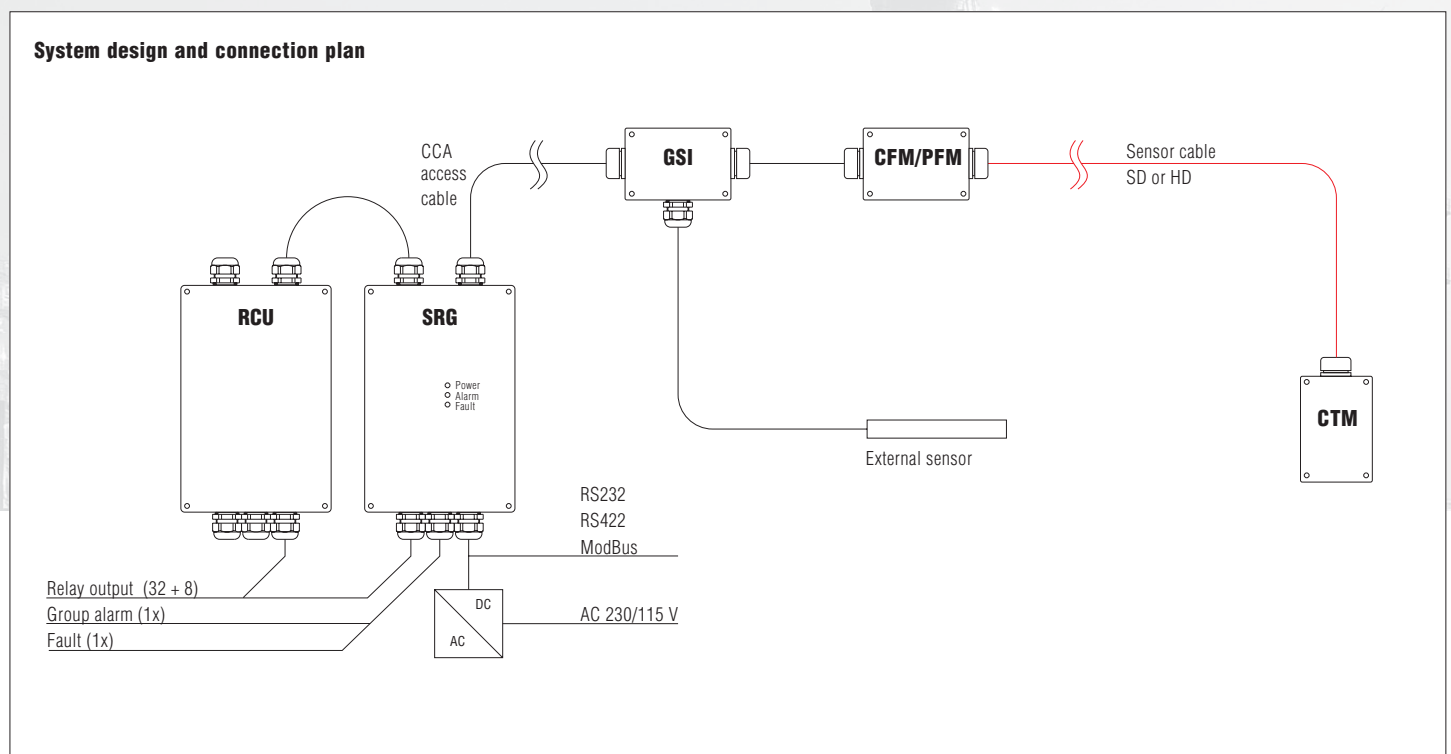 System design and connection plan
CCA
access
cable
GSI
CFM/PFM
Sensor cable
SD or HD
RCU
SRG
Power
Alarm
Fault
CTM
External sensor
RS232
RS422
ModBus
Relay output (32 + 8)
Group alarm (1x)
Fault (1x)
DC
AC
AC 230/115 V